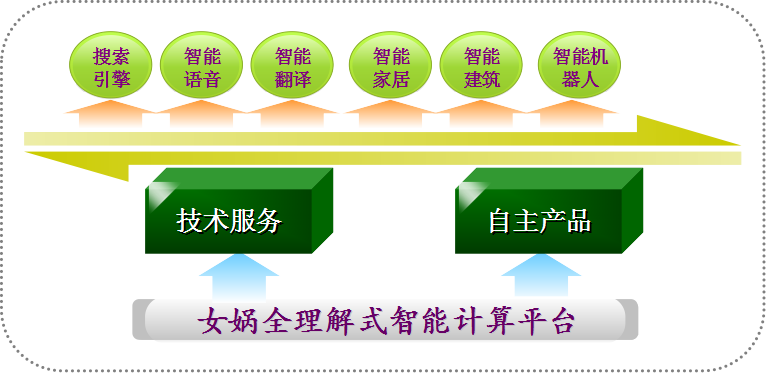 搜索
引擎
智能
语音
智能
翻译
智能
家居
智能
建筑
智能机
器人
技术服务
自主产品
女娲全理解式智能计算平台